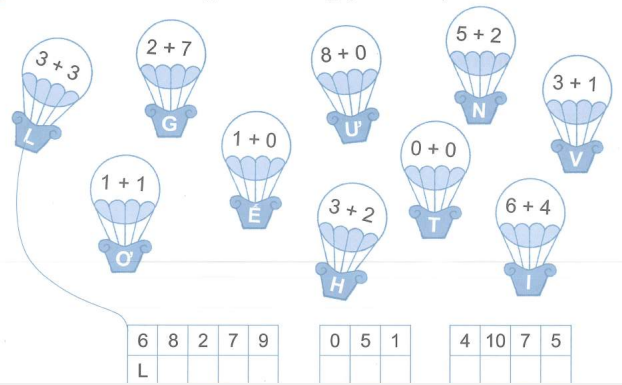 3 + 3
L
2 + 7
G
8 + 0
Ư
5 + 2
N
3 + 1
V
1 + 1
Ơ
1 + 0
É
3 + 2
H
0 + 0
T
6 + 4
I
6 8 2 7 9
L
0 5 1
4 10 7 5